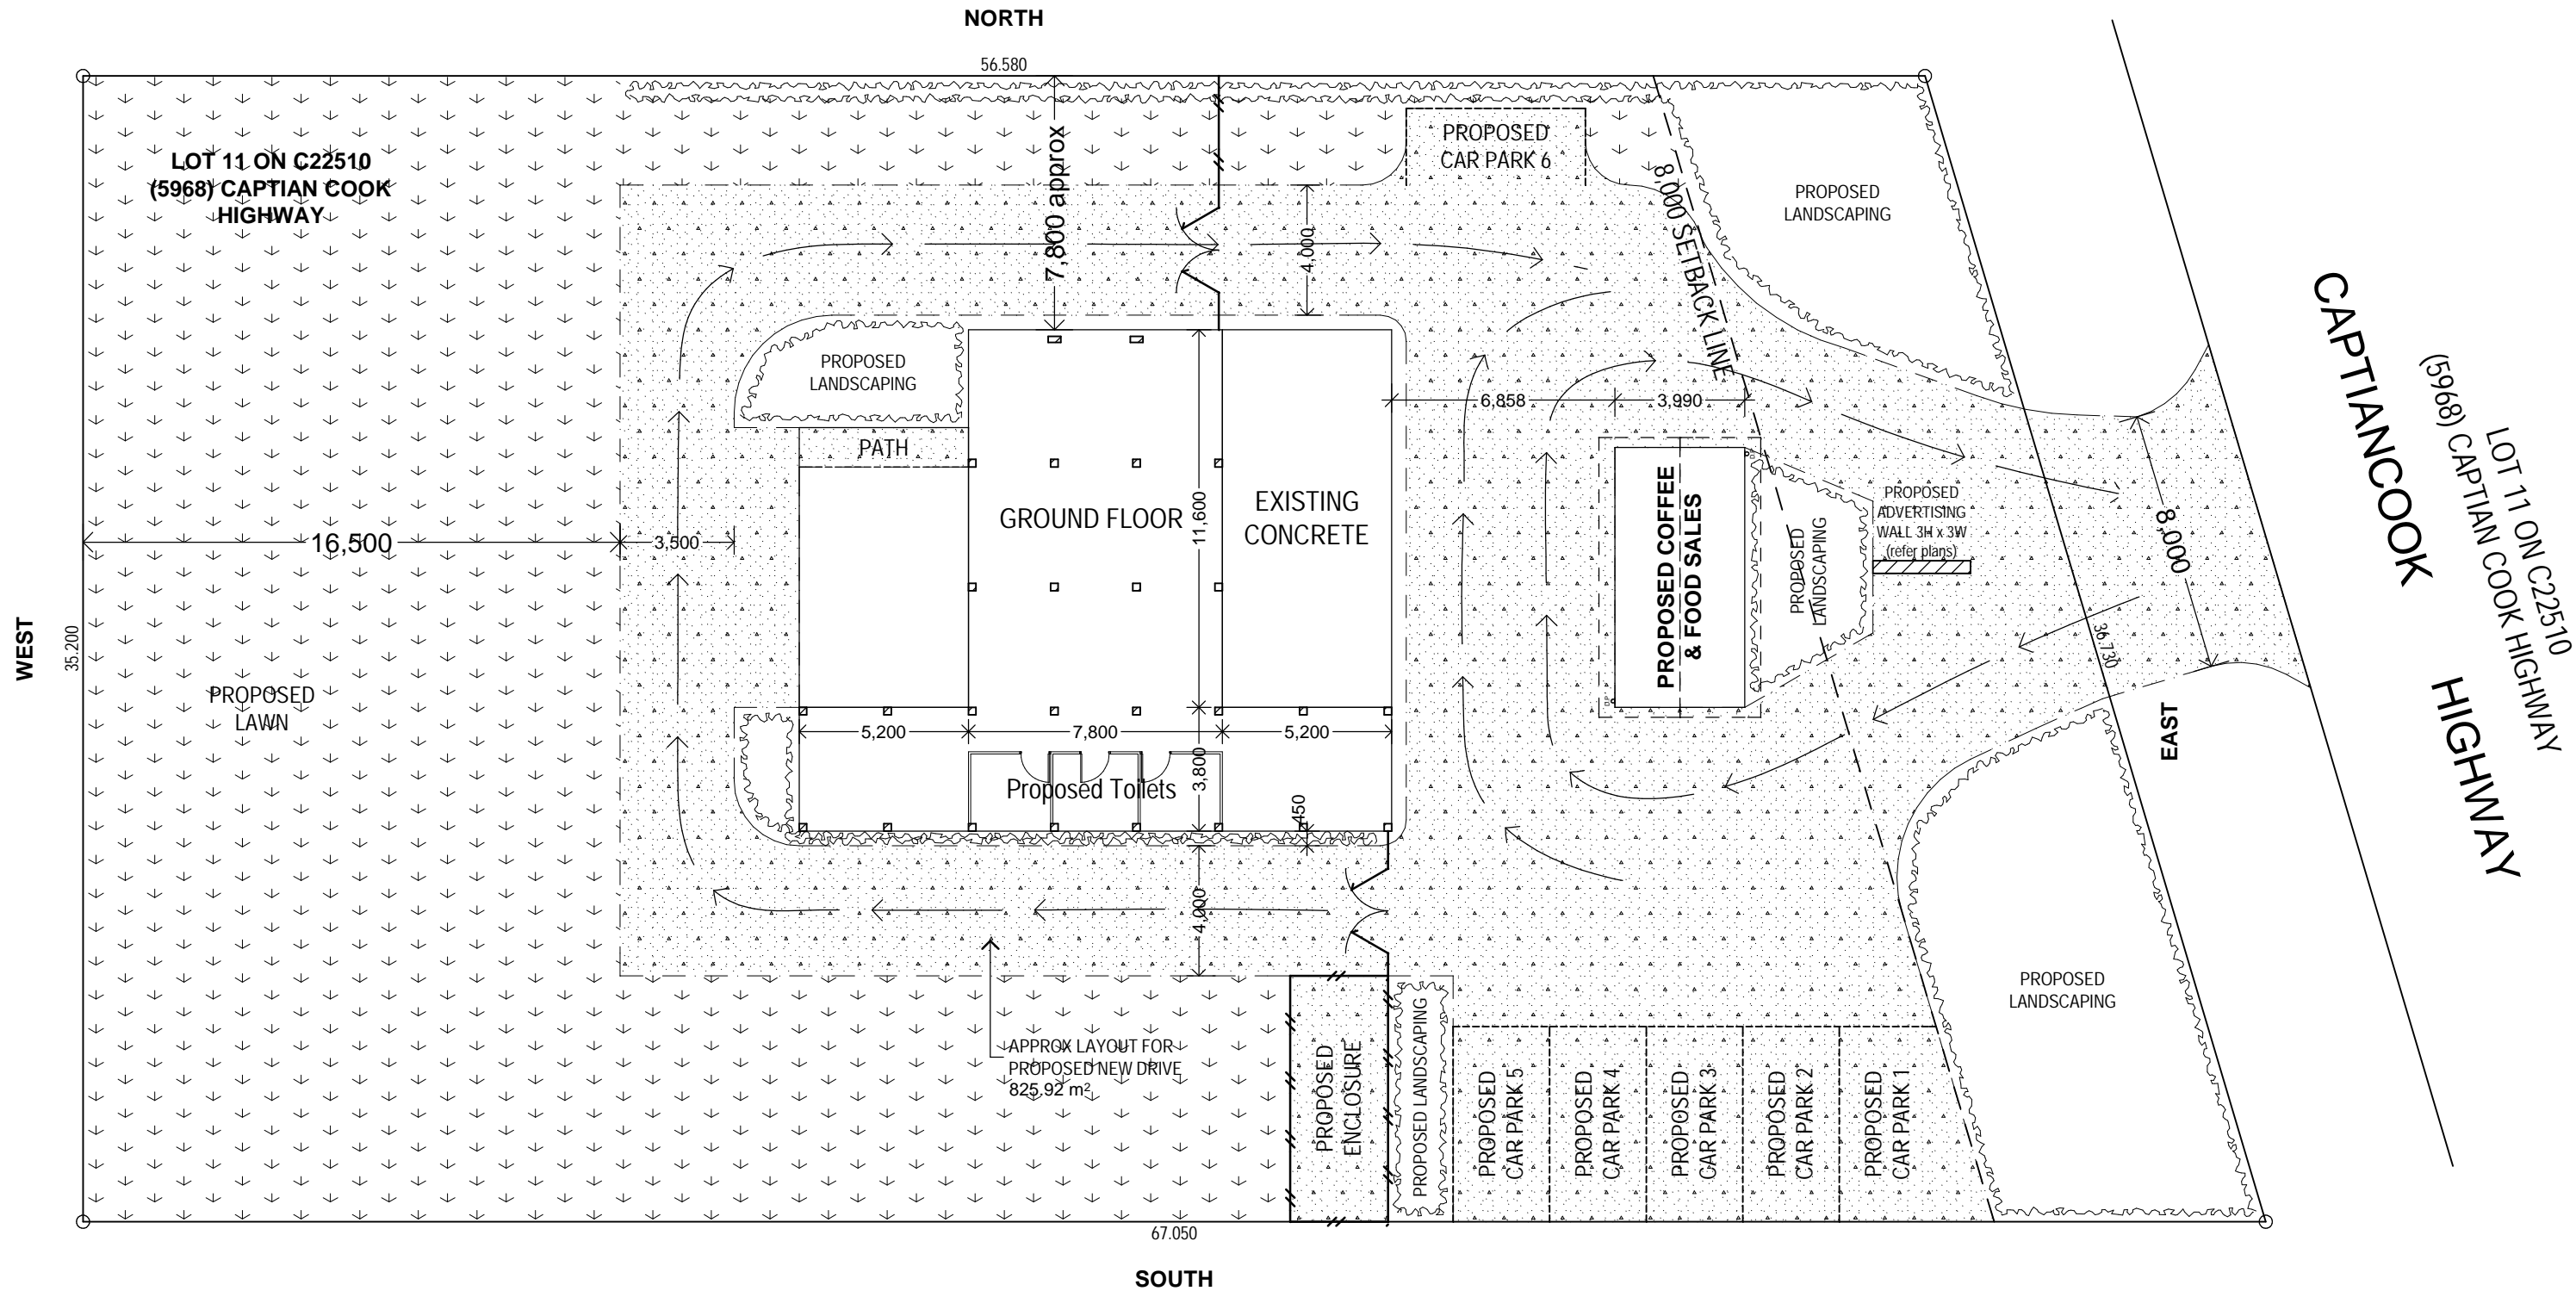 NORTH
56.580
LOT 11 ON C22510
(5968) CAPTIAN COOK
HIGHWAY
7,800 approx
PROPOSED
CAR PARK 6
8,000 SETBACK LINE
PROPOSED
LANDSCAPING
4,000
PROPOSED
LANDSCAPING
PATH
6,858
3,990
GROUND FLOOR
11,600
EXISTING
CONCRETE
PROPOSED COFFEE
& FOOD SALES
PROPOSED
LANDSCAPING
PROPOSED
ADVERTISING
WALL 3H x 3W
(refer plans)
8,000
CAPTIANCOOK
HIGHWAY
LOT 11 ON C22510
(5968) CAPTIAN COOK HIGHWAY
16,500
3,500
WEST
35.200
PROPOSED
LAWN
36.730
EAST
5,200
7,800
5,200
3,800
Proposed Toilets
450
4,000
APPROX LAYOUT FOR
PROPOSED NEW DRIVE
825.92 m²
PROPOSED
ENCLOSURE
PROPOSED LANDSCAPING
PROPOSED
CAR PARK 5
PROPOSED
CAR PARK 4
PROPOSED
CAR PARK 3
PROPOSED
CAR PARK 2
PROPOSED
CAR PARK 1
PROPOSED
LANDSCAPING
67.050
SOUTH